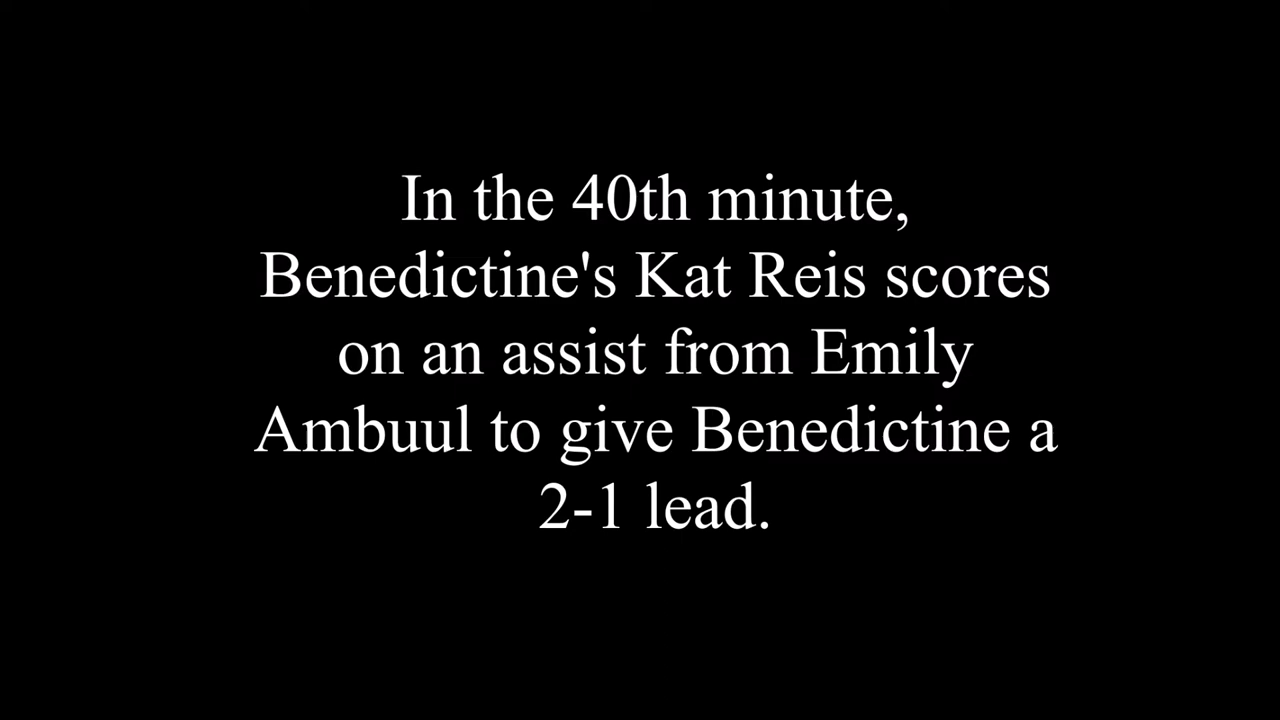 In the 40th minute,
Benedictine's Kat Reis scores
on an assist from Emily
Ambuul to give Benedictine a
2-1 lead.